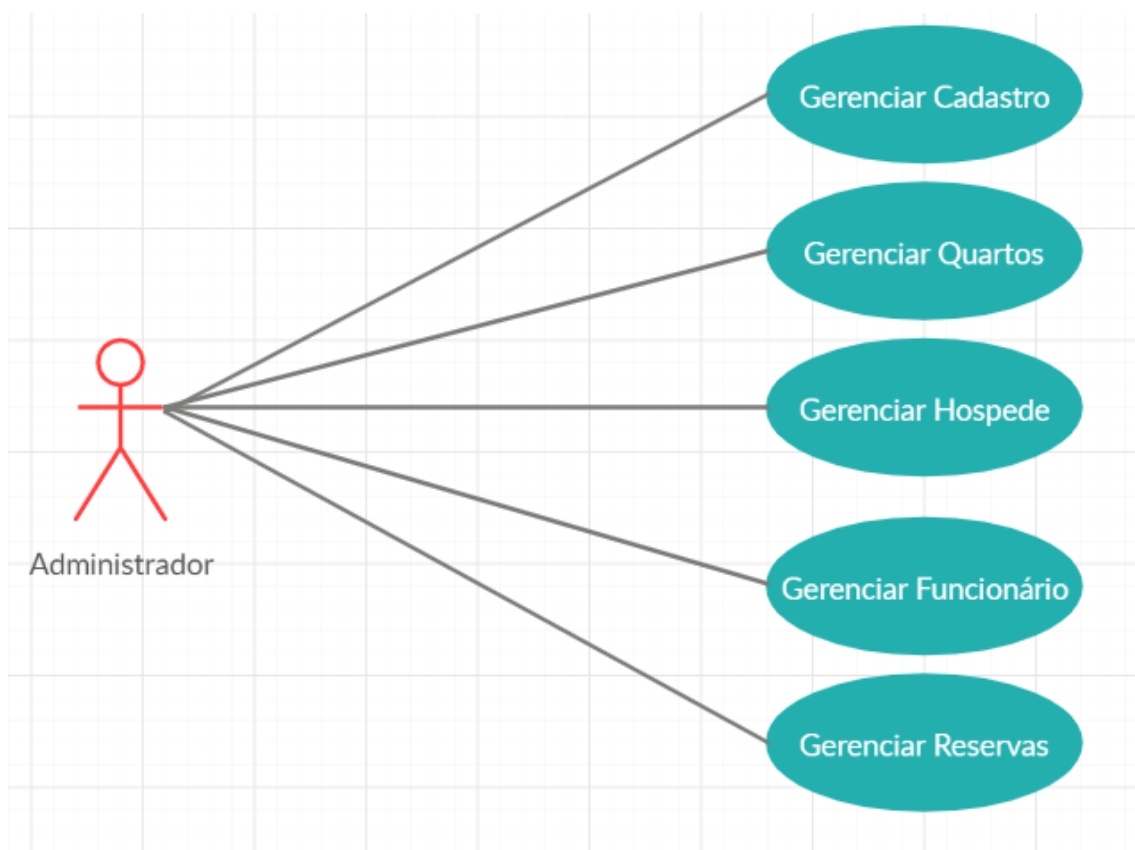 Gerenciar Cadastro
Gerenciar Quartos
Gerenciar Hospede
Administrador
Gerenciar Funcionário
Gerenciar Reservas